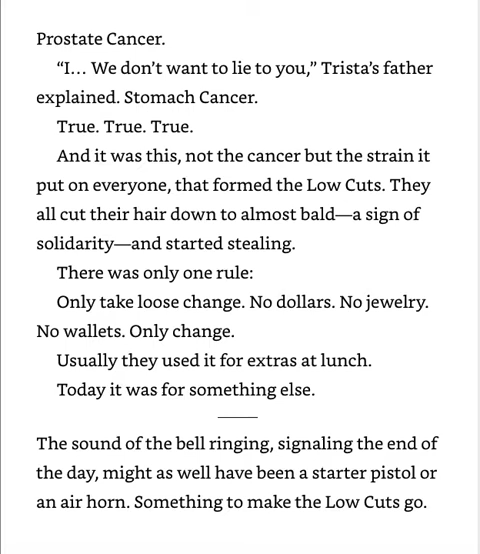 Prostate Cancer.
“I… We don’t want to lie to you,” Trista’s father
explained. Stomach Cancer.
True. True. True.
And it was this, not the cancer but the strain it
put on everyone, that formed the Low Cuts. They
all cut their hair down to almost bald—a sign of
solidarity—and started stealing.
There was only one rule:
Only take loose change. No dollars. No jewelry.
No wallets. Only change.
Usually they used it for extras at lunch.
Today it was for something else.
The sound of the bell ringing, signaling the end of
the day, might as well have been a starter pistol or
an air horn. Something to make the Low Cuts go.